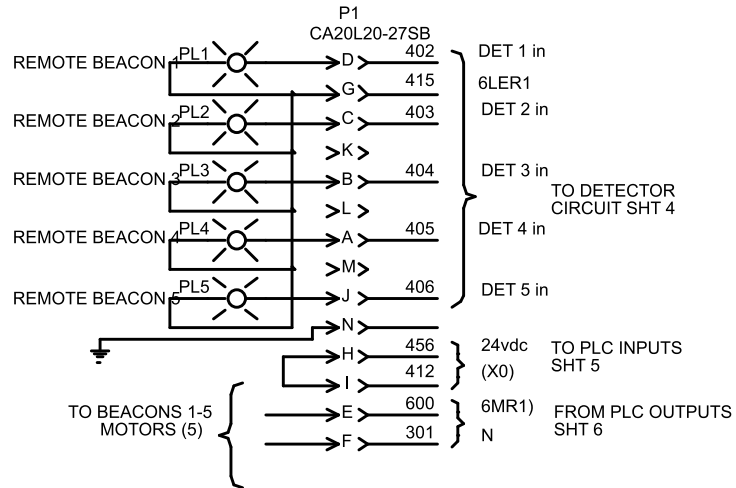 P1
CA20L20-27SB
REMOTE BEACON 1 PL1 D 402 DET 1 in
G 415 6LER1
REMOTE BEACON 2 PL2 C 403 DET 2 in
K
REMOTE BEACON 3 PL3 B 404 DET 3 in
L
TO DETECTOR
CIRCUIT SHT 4
REMOTE BEACON 4 PL4 A 405 DET 4 in
M
REMOTE BEACON 5 PL5 J 406 DET 5 in
N
H 456 24vdc
I 412 (X0)
TO PLC INPUTS
SHT 5
TO BEACONS 1-5
MOTORS (5)
E 600 6MR1)
F 301 N
FROM PLC OUTPUTS
SHT 6